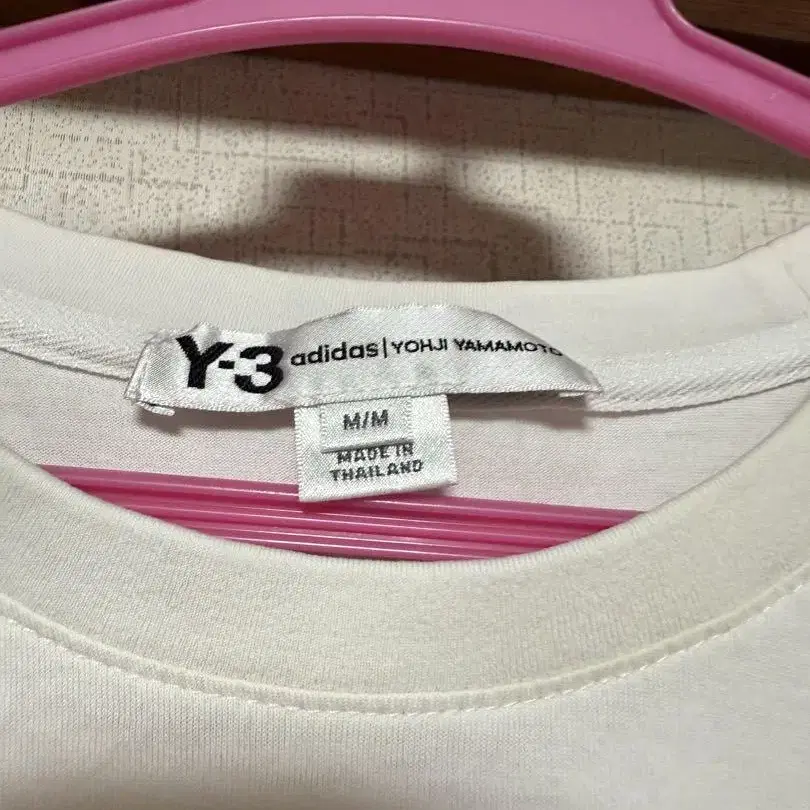 Y-3 adidas | YOHJI YAMAMOTO
M/M
MADE IN
THAILAND